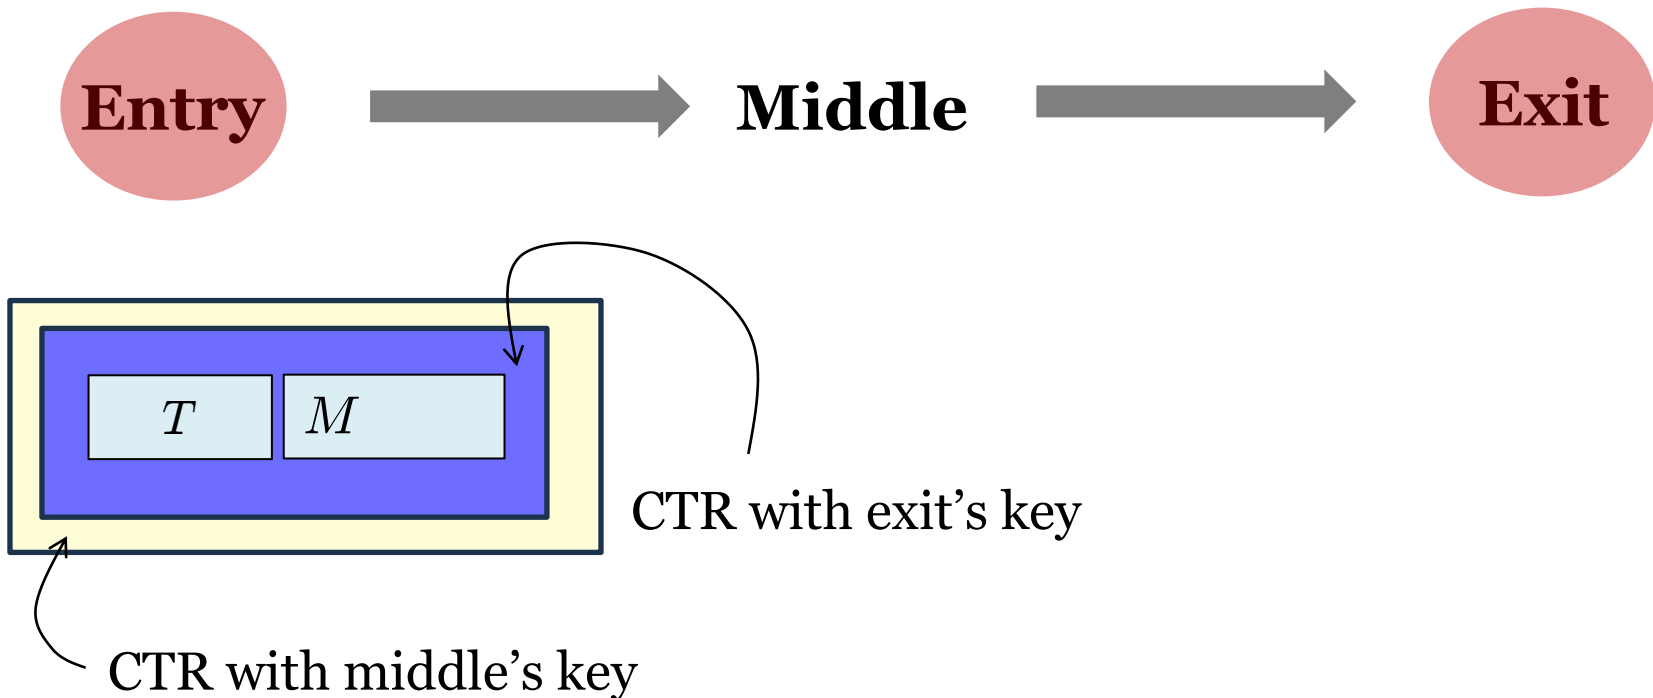 Entry Middle Exit
T M
CTR with exit’s key
CTR with middle’s key